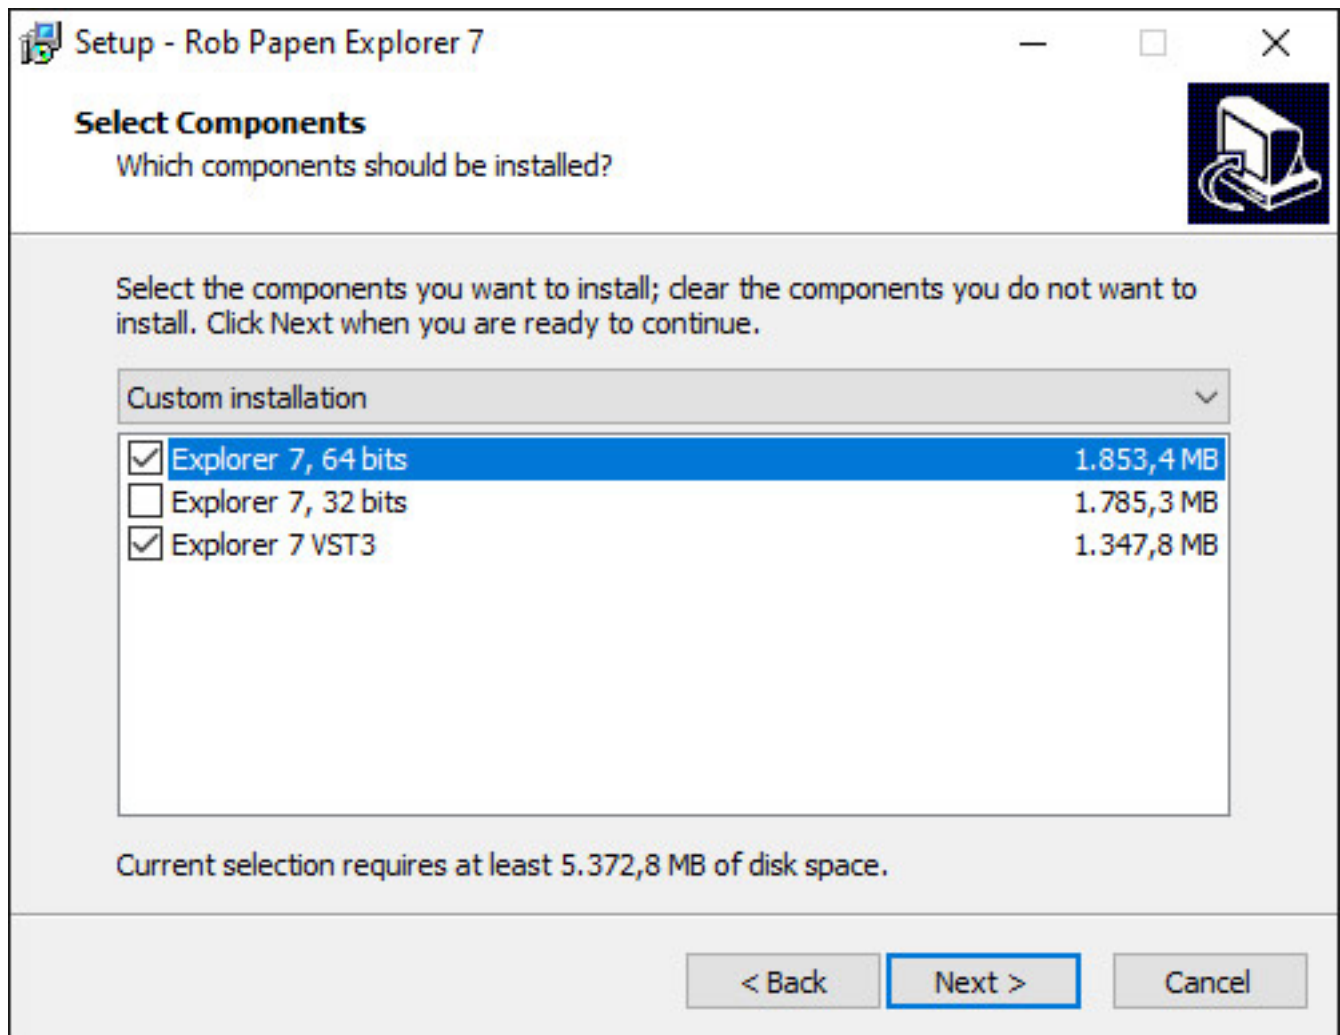 Setup - Rob Papen Explorer 7
Select Components
Which components should be installed?
Select the components you want to install; clear the components you do not want to
install. Click Next when you are ready to continue.
Custom installation
Explorer 7, 64 bits 1.853,4 MB
Explorer 7, 32 bits 1.785,3 MB
Explorer 7 VST3 1.347,8 MB
Current selection requires at least 5.372,8 MB of disk space.
< Back Next > Cancel